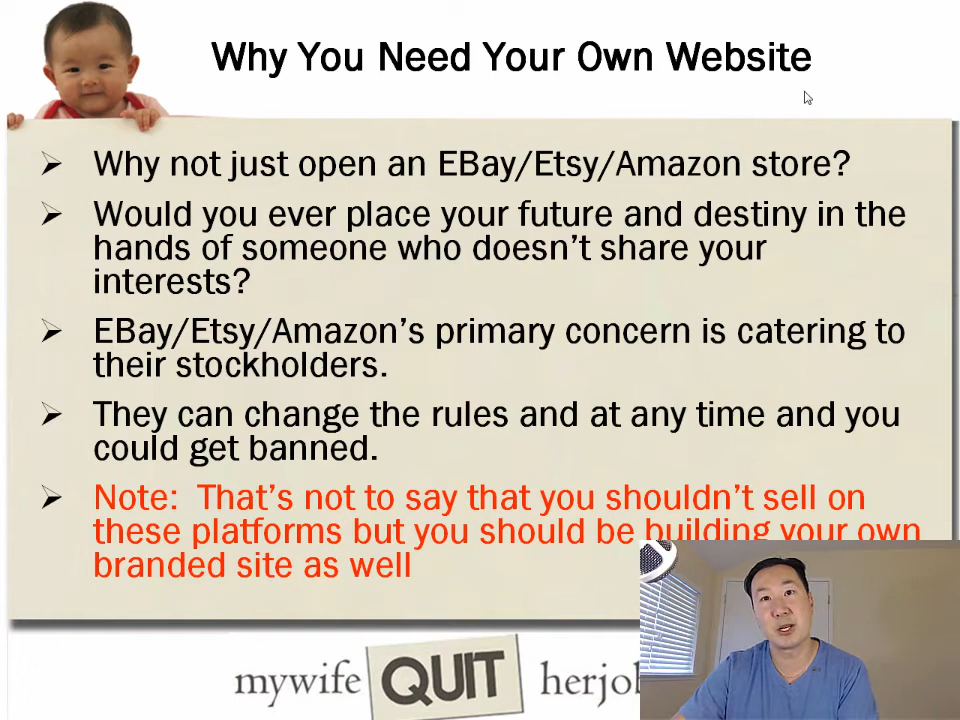 Why You Need Your Own Website
Why not just open an EBay/Etsy/Amazon store?
Would you ever place your future and destiny in the
hands of someone who doesn't share your
interests?
EBay/Etsy/Amazon's primary concern is catering to
their stockholders.
They can change the rules and at any time and you
could get banned.
Note: That's not to say that you shouldn't sell on
these platforms but you should be building your own
branded site as well
mywife QUIT herjo